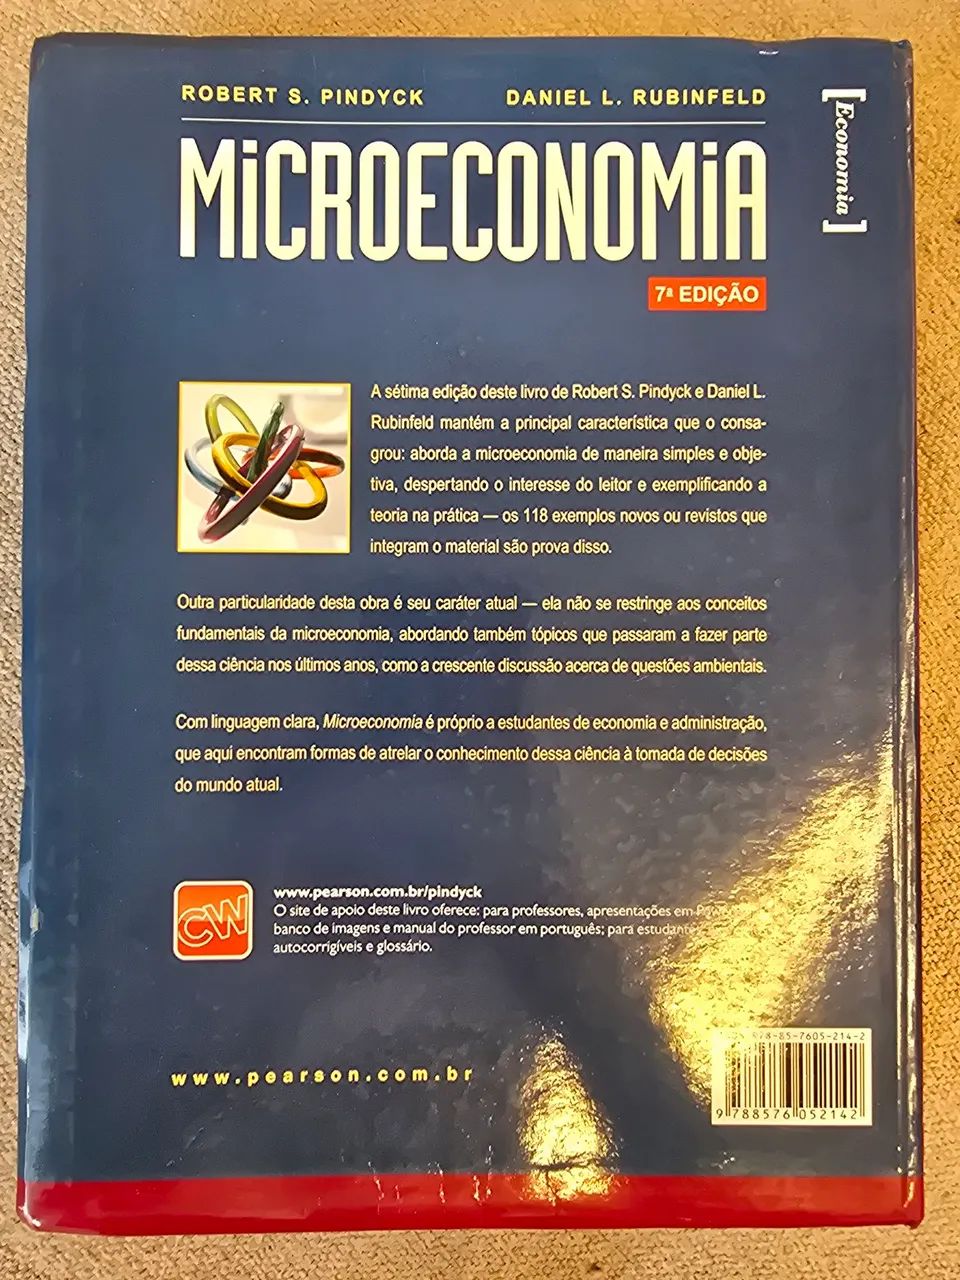 ROBERT S. PINDYCK DANIEL L. RUBINFELD
MiCROECONOMiA
7ª EDIÇÃO
[Economia]
A sétima edição deste livro de Robert S. Pindyck e Daniel L.
Rubinfeld mantém a principal característica que o consa-
grou: aborda a microeconomia de maneira simples e obje-
tiva, despertando o interesse do leitor e exemplificando a
teoria na prática — os 118 exemplos novos ou revistos que
integram o material são prova disso.
Outra particularidade desta obra é seu caráter atual — ela não se restringe aos conceitos
fundamentais da microeconomia, abordando também tópicos que passaram a fazer parte
dessa ciência nos últimos anos, como a crescente discussão acerca de questões ambientais.
Com linguagem clara, Microeconomia é próprio a estudantes de economia e administração,
que aqui encontram formas de atrelar o conhecimento dessa ciência à tomada de decisões
do mundo atual.
CW
www.pearson.com.br/pindyck
O site de apoio deste livro oferece: para professores, apresentações em
banco de imagens e manual do professor em português; para
autocorrigíveis e glossário.
www.pearson.com.br
78-85-7605-214-2
9 788576 052142